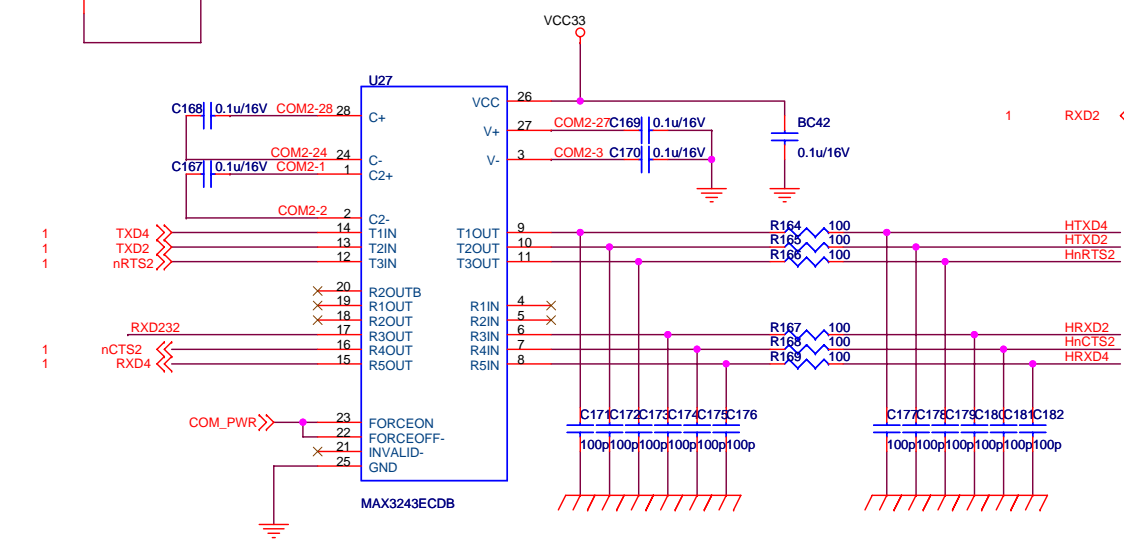 VCC33
U27
C168 0.1u/16V COM2-28 28 C+
VCC 26
1 RXD2
V+ 27 COM2-27 C169 0.1u/16V
BC42
COM2-24 24 C-
V- 3 COM2-3 C170 0.1u/16V
0.1u/16V
C167 0.1u/16V COM2-1 1 C2+
COM2-2 2 C2-
1 TXD4 14 T1IN T1OUT 9 R164 100 HTXD4
1 TXD2 13 T2IN T2OUT 10 R165 100 HTXD2
1 nRTS2 12 T3IN T3OUT 11 R166 100 HnRTS2
20 R2OUTB
19 R1OUT R1IN 4
18 R2OUT R2IN 5
RXD232 17 R3OUT R3IN 6 R167 100 HRXD2
1 nCTS2 16 R4OUT R4IN 7 R168 100 HnCTS2
1 RXD4 15 R5OUT R5IN 8 R169 100 HRXD4
C171 C172 C173 C174 C175 C176 C177 C178 C179 C180 C181 C182
COM_PWR 23 FORCEON
22 FORCEOFF-
100p 100p 100p 100p 100p 100p 100p 100p 100p 100p 100p 100p
21 INVALID-
25 GND
MAX3243ECDB